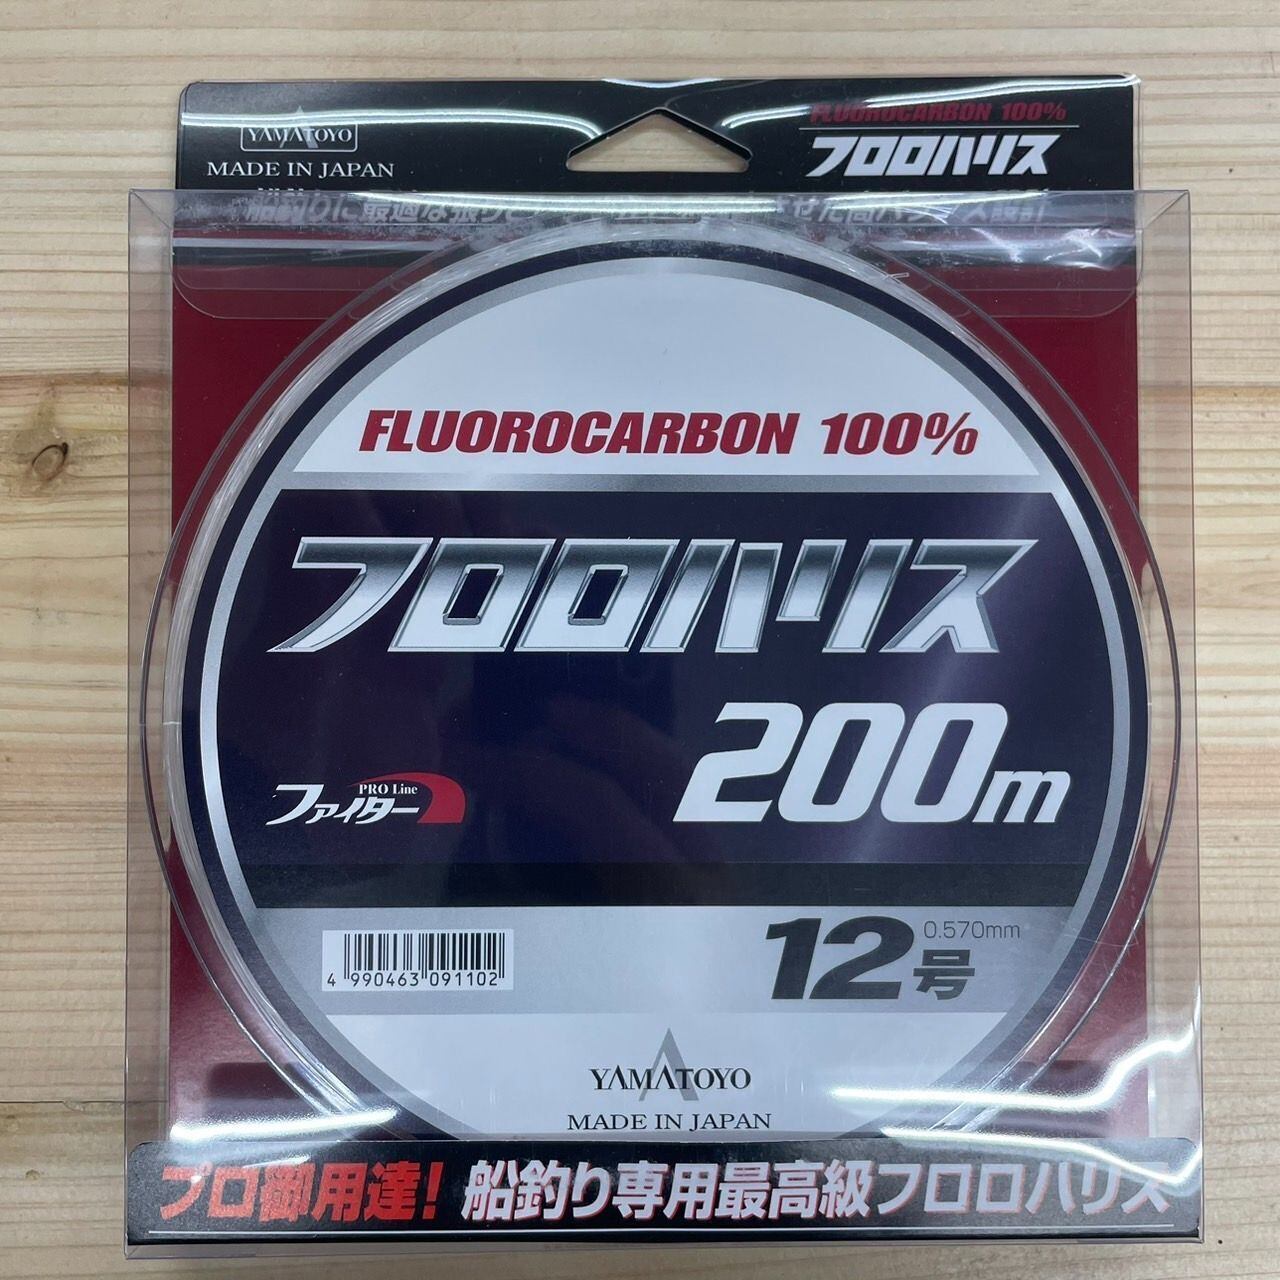 YAMATOYO
MADE IN JAPAN
FLUOROCARBON 100%
フロロハリス
FLUOROCARBON 100%
フロロハリス
200m
PRO Line
ファイター
12号
0.570mm
4 990463 091102
YAMATOYO
MADE IN JAPAN
プロ御用達! 船釣り専用最高級フロロハリス